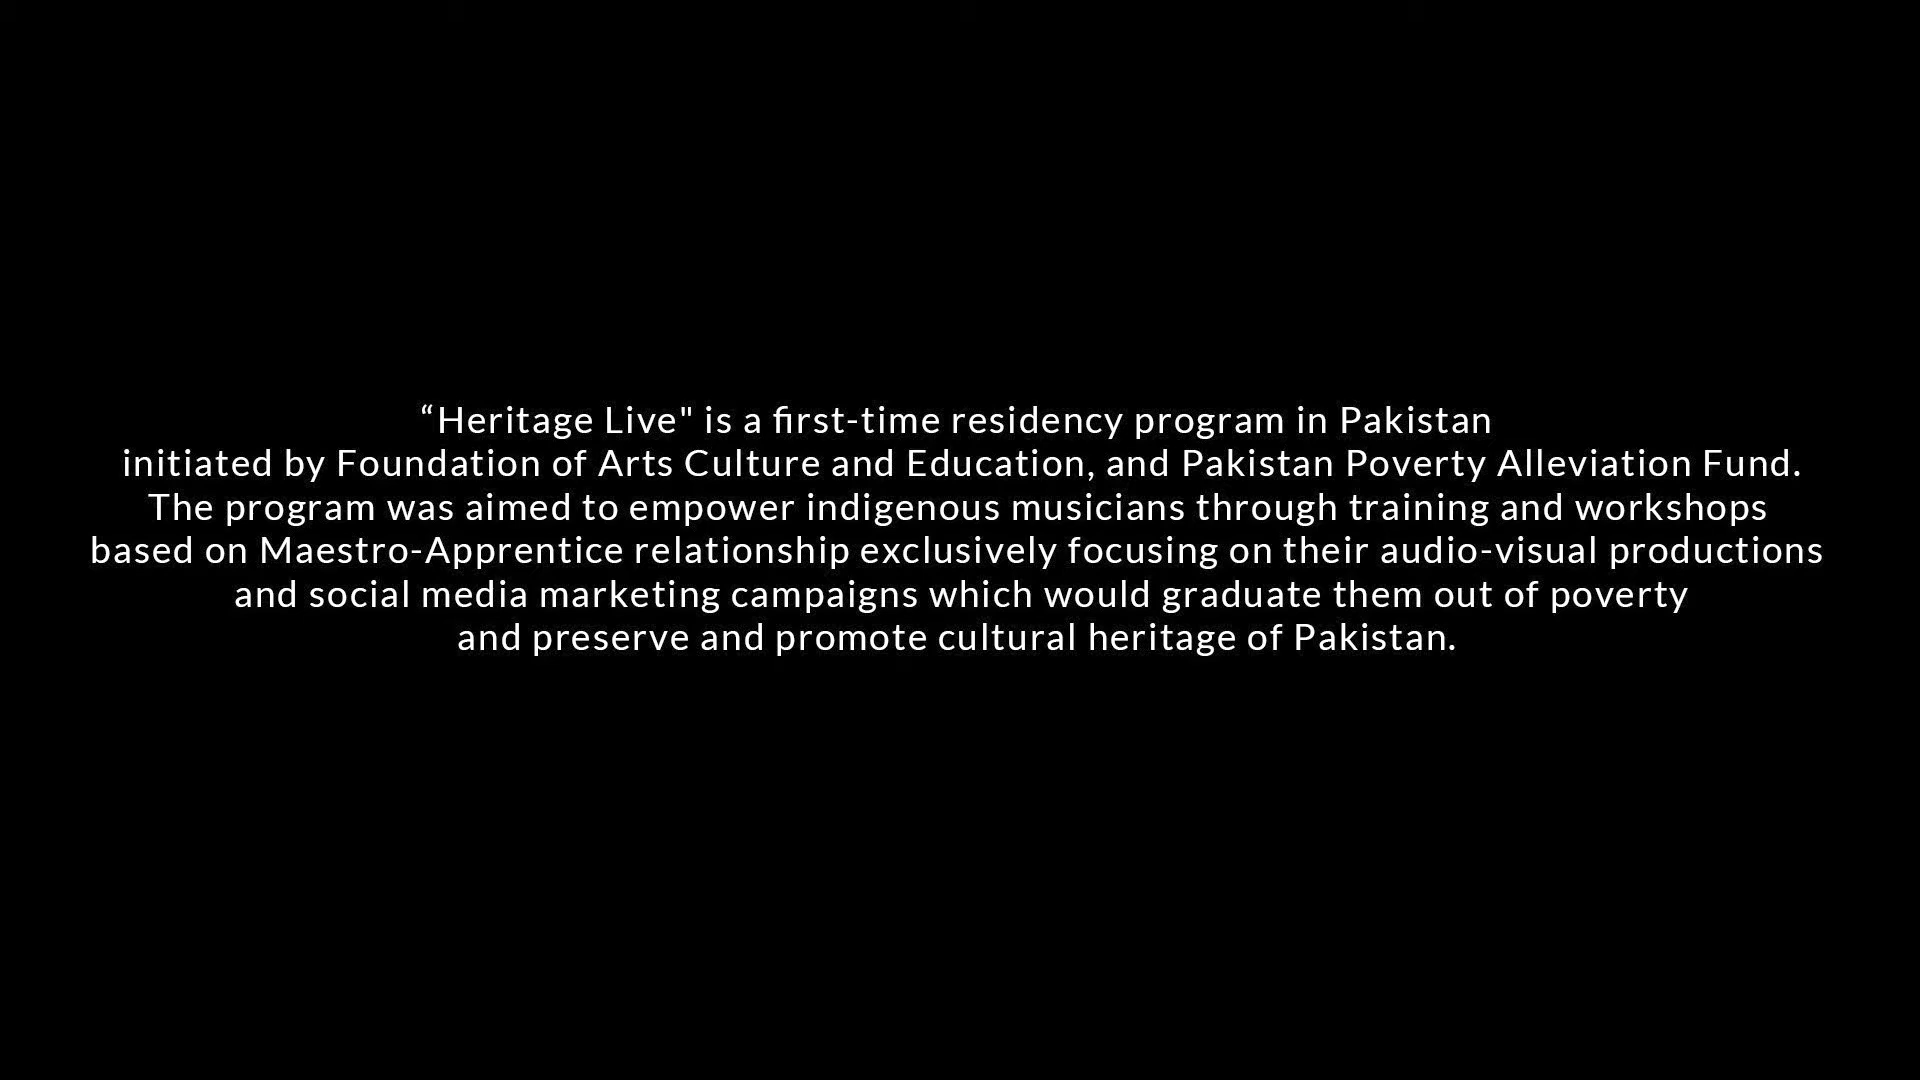 “Heritage Live" is a first-time residency program in Pakistan
initiated by Foundation of Arts Culture and Education, and Pakistan Poverty Alleviation Fund.
The program was aimed to empower indigenous musicians through training and workshops
based on Maestro-Apprentice relationship exclusively focusing on their audio-visual productions
and social media marketing campaigns which would graduate them out of poverty
and preserve and promote cultural heritage of Pakistan.